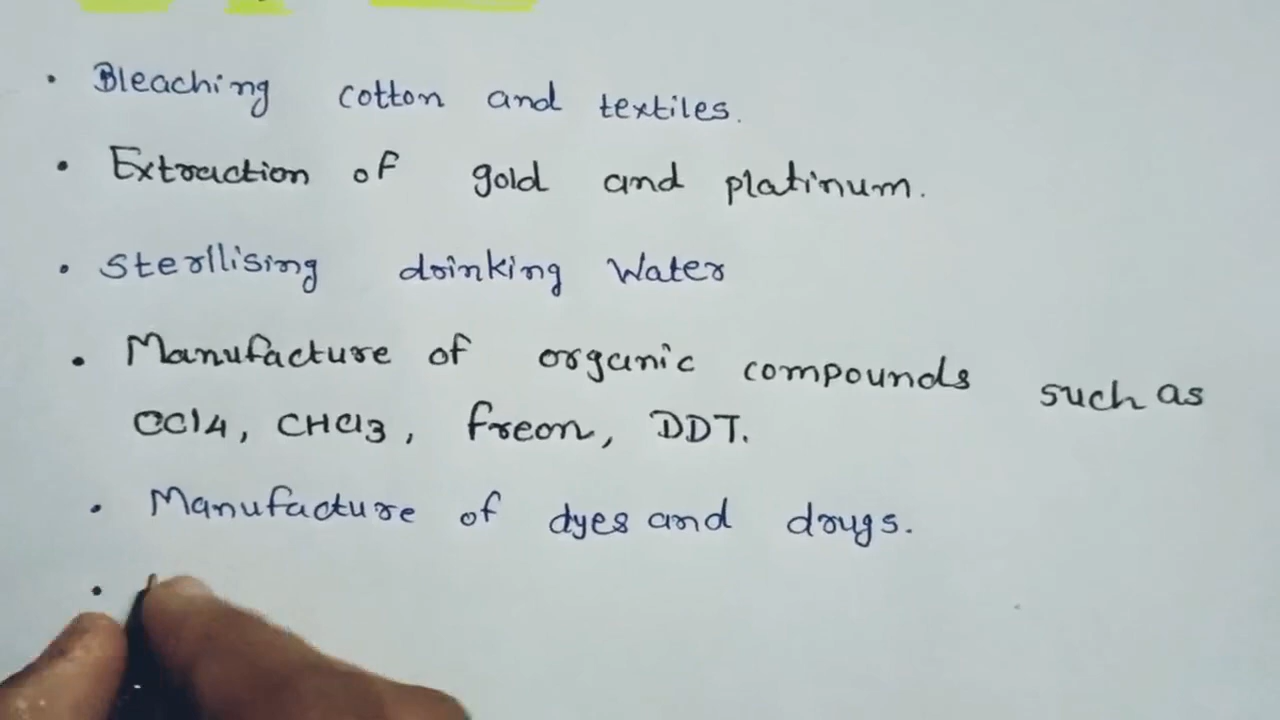 • Bleaching cotton and textiles.
• Extraction of gold and platinum.
• Sterllising drinking Water
• Manufacture of organic compounds such as
CCl4, CHCl3, freon, DDT.
• Manufacture of dyes and drugs.
•